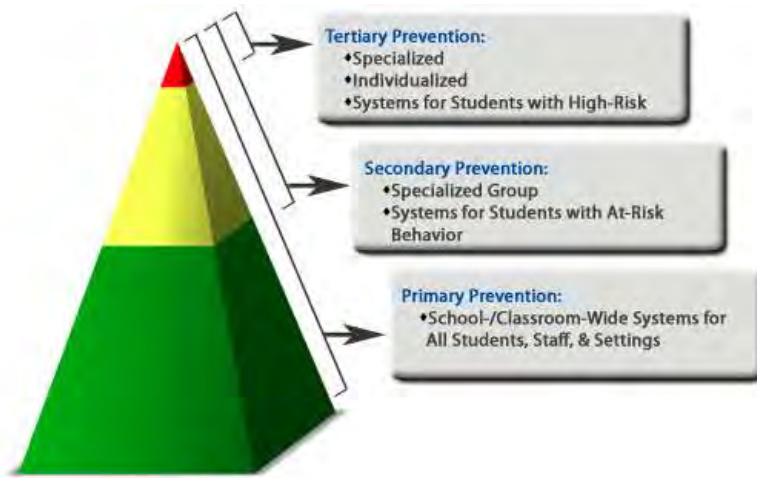 Tertiary Prevention:
♦Specialized
♦Individualized
♦Systems for Students with High-Risk
Secondary Prevention:
♦Specialized Group
♦Systems for Students with At-Risk
Behavior
Primary Prevention:
♦School-/Classroom-Wide Systems for
All Students, Staff, & Settings